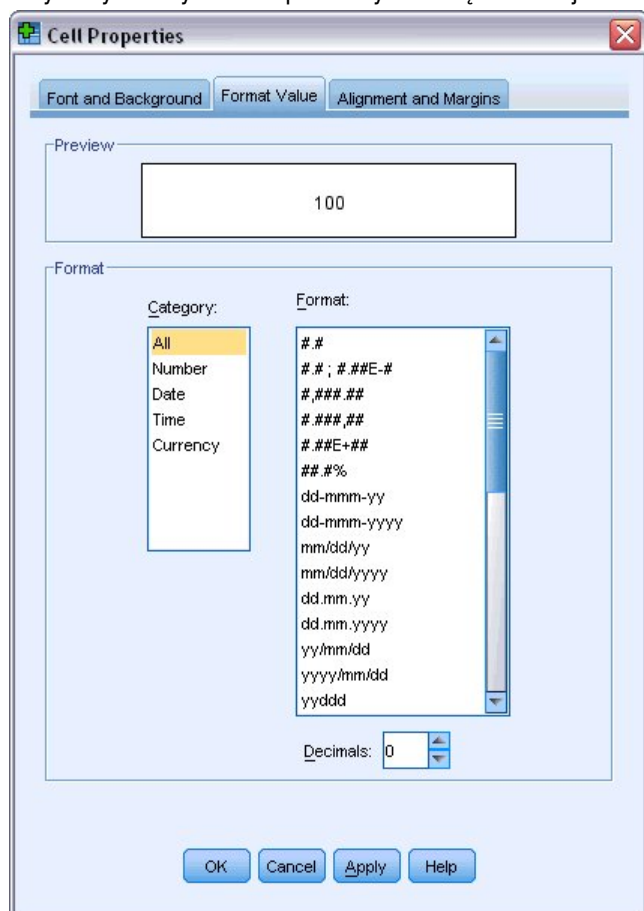 Cell Properties
Font and Background Format Value Alignment and Margins
Preview
100
Format
Category:
All
Number
Date
Time
Currency
Format:
#.#
#.# ; #.##E-#
#,###.##
#.###,##
#.##E+##
##.#%
dd-mmm-yy
dd-mmm-yyyy
mm/dd/yy
mm/dd/yyyy
dd.mm.yy
dd.mm.yyyy
yy/mm/dd
yyyy/mm/dd
yyddd
Decimals: 0
OK Cancel Apply Help